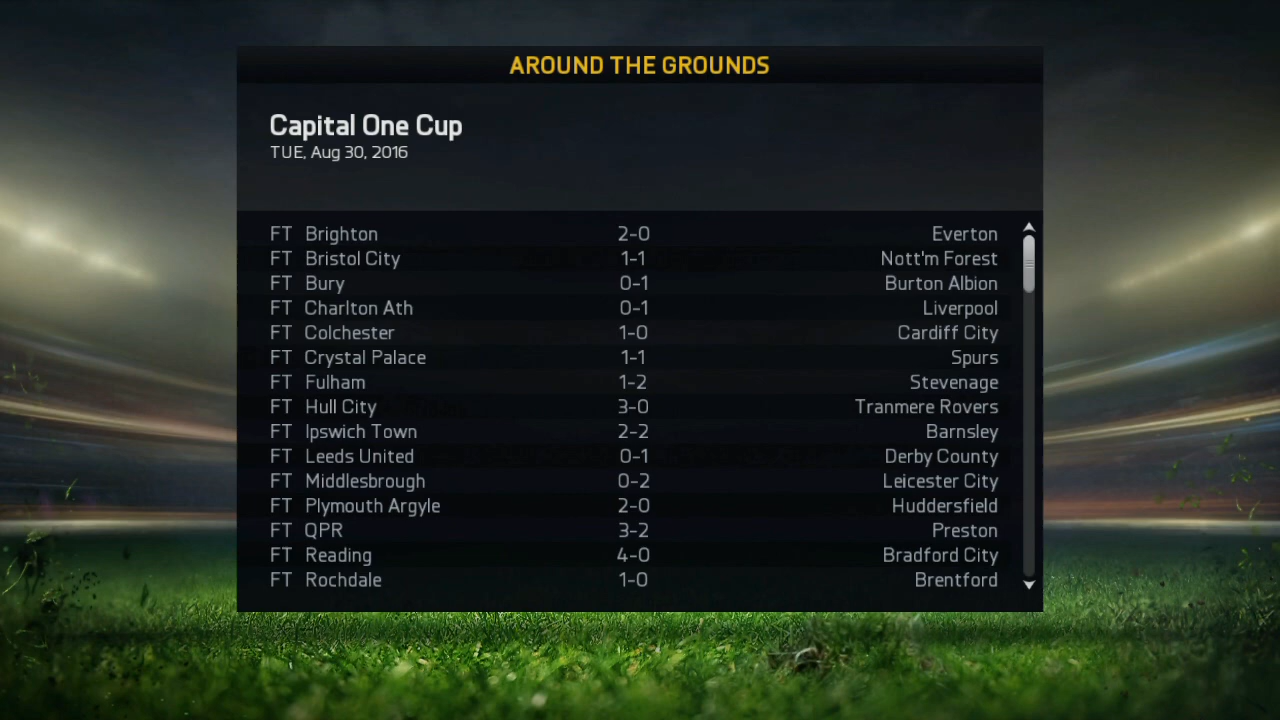 AROUND THE GROUNDS
Capital One Cup
TUE, Aug 30, 2016
FT Brighton 2-0 Everton
FT Bristol City 1-1 Nott'm Forest
FT Bury 0-1 Burton Albion
FT Charlton Ath 0-1 Liverpool
FT Colchester 1-0 Cardiff City
FT Crystal Palace 1-1 Spurs
FT Fulham 1-2 Stevenage
FT Hull City 3-0 Tranmere Rovers
FT Ipswich Town 2-2 Barnsley
FT Leeds United 0-1 Derby County
FT Middlesbrough 0-2 Leicester City
FT Plymouth Argyle 2-0 Huddersfield
FT QPR 3-2 Preston
FT Reading 4-0 Bradford City
FT Rochdale 1-0 Brentford